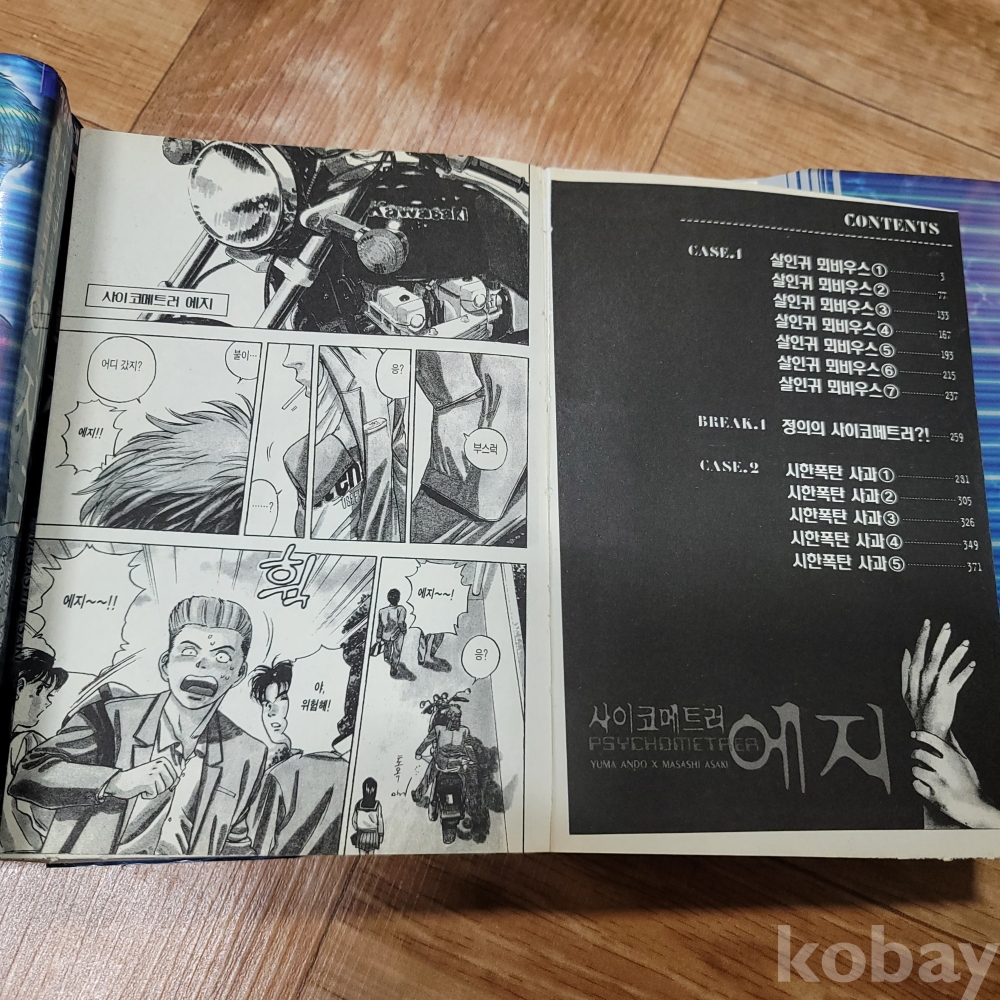 Kawasaki
사이코메트러 에지
어디 갔지?
불이…
에지!!
……?
응?
부스럭
에지~~!!
힉
아,
위험해!
에지~~!
응?
CONTENTS
CASE.1 살인귀 뫼비우스① 3
살인귀 뫼비우스② 77
살인귀 뫼비우스③ 133
살인귀 뫼비우스④ 167
살인귀 뫼비우스⑤ 193
살인귀 뫼비우스⑥ 215
살인귀 뫼비우스⑦ 237
BREAK.1 정의의 사이코메트러?! 259
CASE.2 시한폭탄 사과① 281
시한폭탄 사과② 305
시한폭탄 사과③ 326
시한폭탄 사과④ 349
시한폭탄 사과⑤ 371
사이코메트러 에지
PSYCHOMETRER
YUMA ANDO X MASASHI ASAKI
kobay